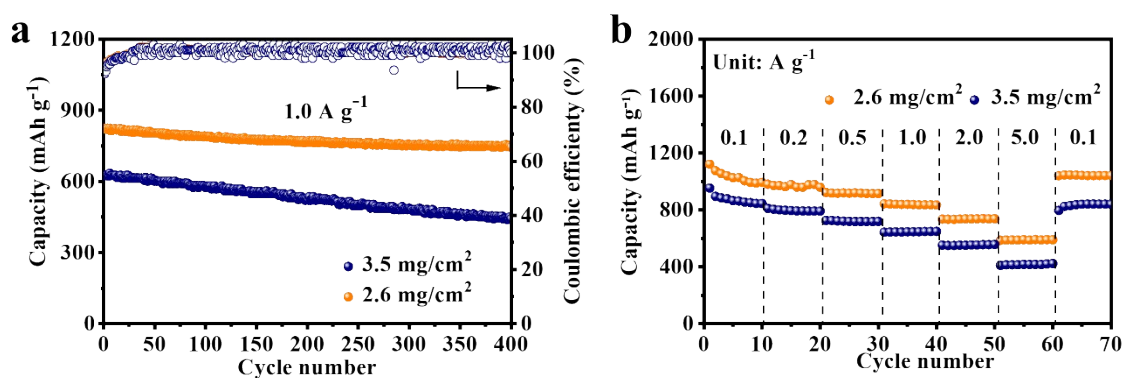 a
1200
900
600
300
0
Capacity (mAh g⁻¹)
1.0 A g⁻¹
3.5 mg/cm²
2.6 mg/cm²
0 50 100 150 200 250 300 350 400
Cycle number
100
80
60
40
20
0
Coulombic efficienty (%)
b
2000
1600
1200
800
400
0
Capacity (mAh g⁻¹)
Unit: A g⁻¹
2.6 mg/cm² 3.5 mg/cm²
0.1 0.2 0.5 1.0 2.0 5.0 0.1
0 10 20 30 40 50 60 70
Cycle number